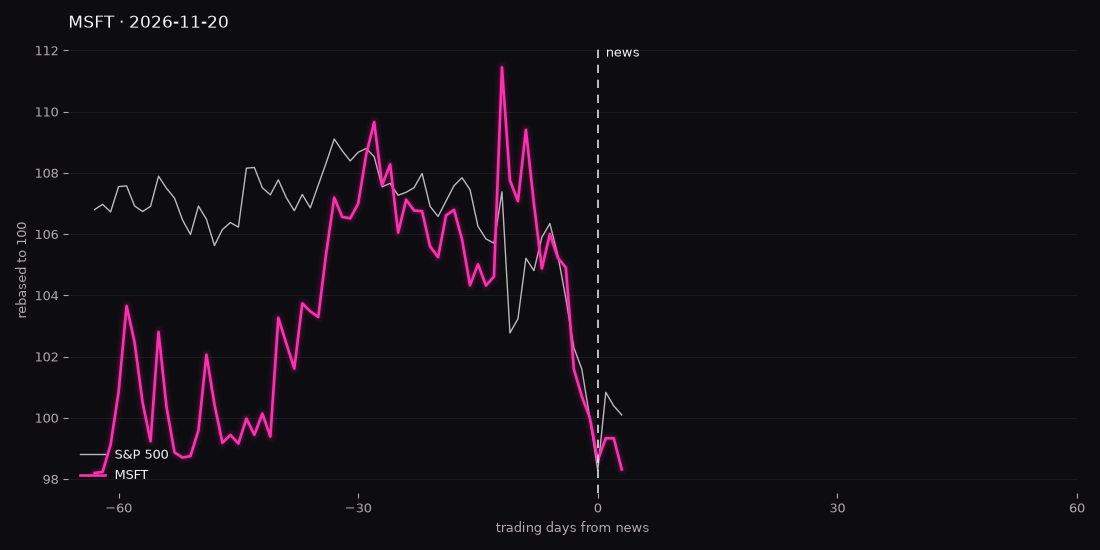 MSFT · 2026-11-20
112
110
108
106
104
102
100
98
rebased to 100
news
S&P 500
MSFT
−60
−30
0
30
60
trading days from news